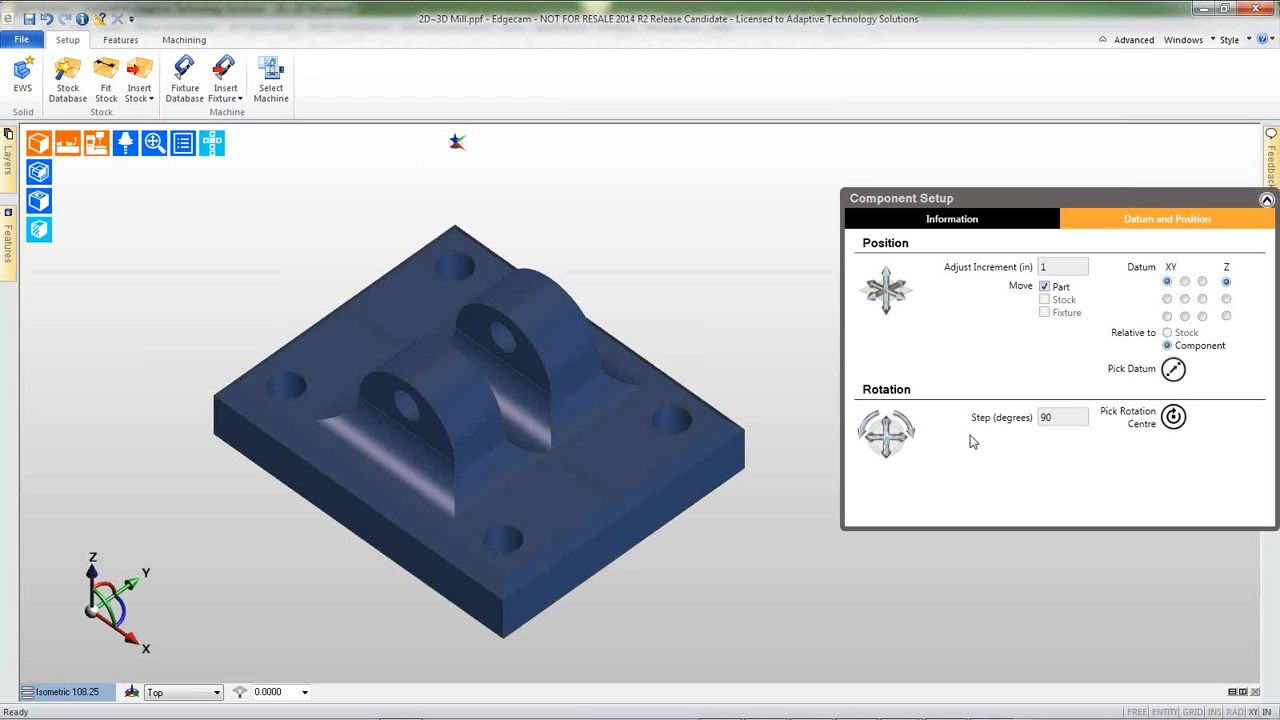 2D-3D Mill.ppf - Edgecam - NOT FOR RESALE 2014 R2 Release Candidate - Licensed to Adaptive Technology Solutions
File Setup Features Machining Advanced Windows Style
EWS Stock Database Fit Stock Insert Stock Fixture Database Insert Fixture Select Machine
Solid Stock Machine
Layers
Features
Feedback
Component Setup
Information Datum and Position
Position
Adjust Increment (in) 1 Datum XY Z
Move Part
Stock
Fixture
Relative to Stock
Component
Pick Datum
Rotation
Step (degrees) 90 Pick Rotation Centre
Z
Y
X
Isometric 108.25 Top 0.0000
Ready FREE ENTITY GRID INS RAD XY IN